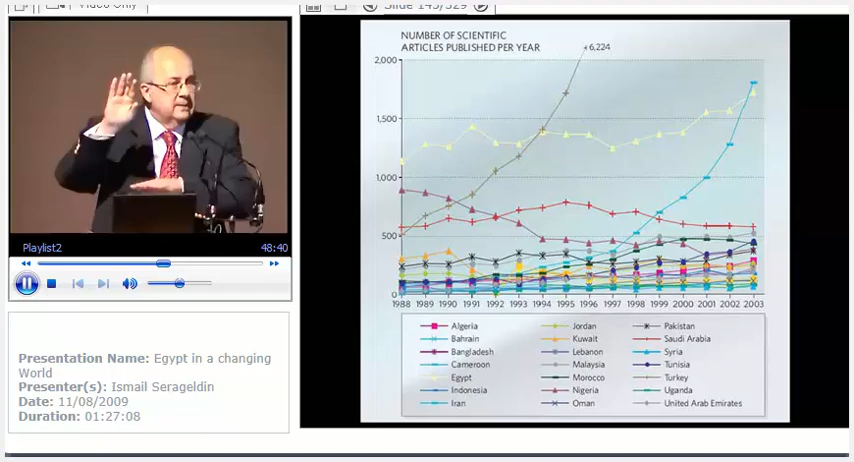 Video Only
Slide 145/329
NUMBER OF SCIENTIFIC
ARTICLES PUBLISHED PER YEAR
6,224
2,000
1,500
1,000
500
0
1988 1989 1990 1991 1992 1993 1994 1995 1996 1997 1998 1999 2000 2001 2002 2003
Algeria Jordan Pakistan
Bahrain Kuwait Saudi Arabia
Bangladesh Lebanon Syria
Cameroon Malaysia Tunisia
Egypt Morocco Turkey
Indonesia Nigeria Uganda
Iran Oman United Arab Emirates
Playlist2 48:40
Presentation Name: Egypt in a changing
World
Presenter(s): Ismail Serageldin
Date: 11/08/2009
Duration: 01:27:08